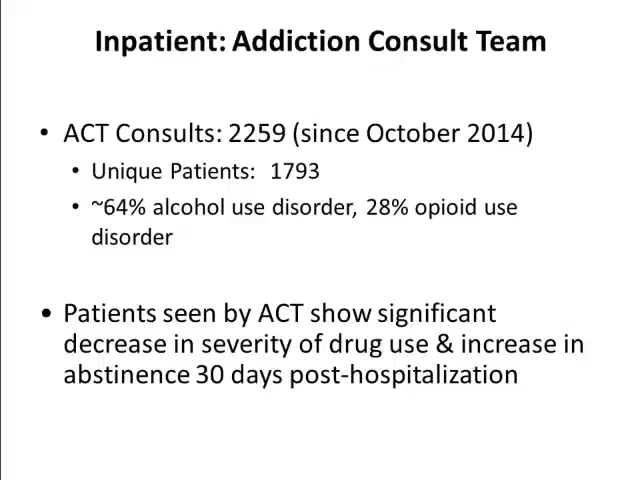 Inpatient: Addiction Consult Team
• ACT Consults: 2259 (since October 2014)
• Unique Patients: 1793
• ~64% alcohol use disorder, 28% opioid use
disorder
• Patients seen by ACT show significant
decrease in severity of drug use & increase in
abstinence 30 days post-hospitalization